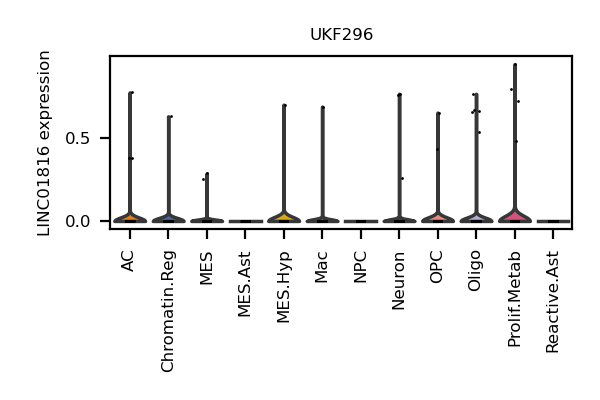 UKF296
LINC01816 expression
0.5
0.0
AC
Chromatin.Reg
MES
MES.Ast
MES.Hyp
Mac
NPC
Neuron
OPC
Oligo
Prolif.Metab
Reactive.Ast